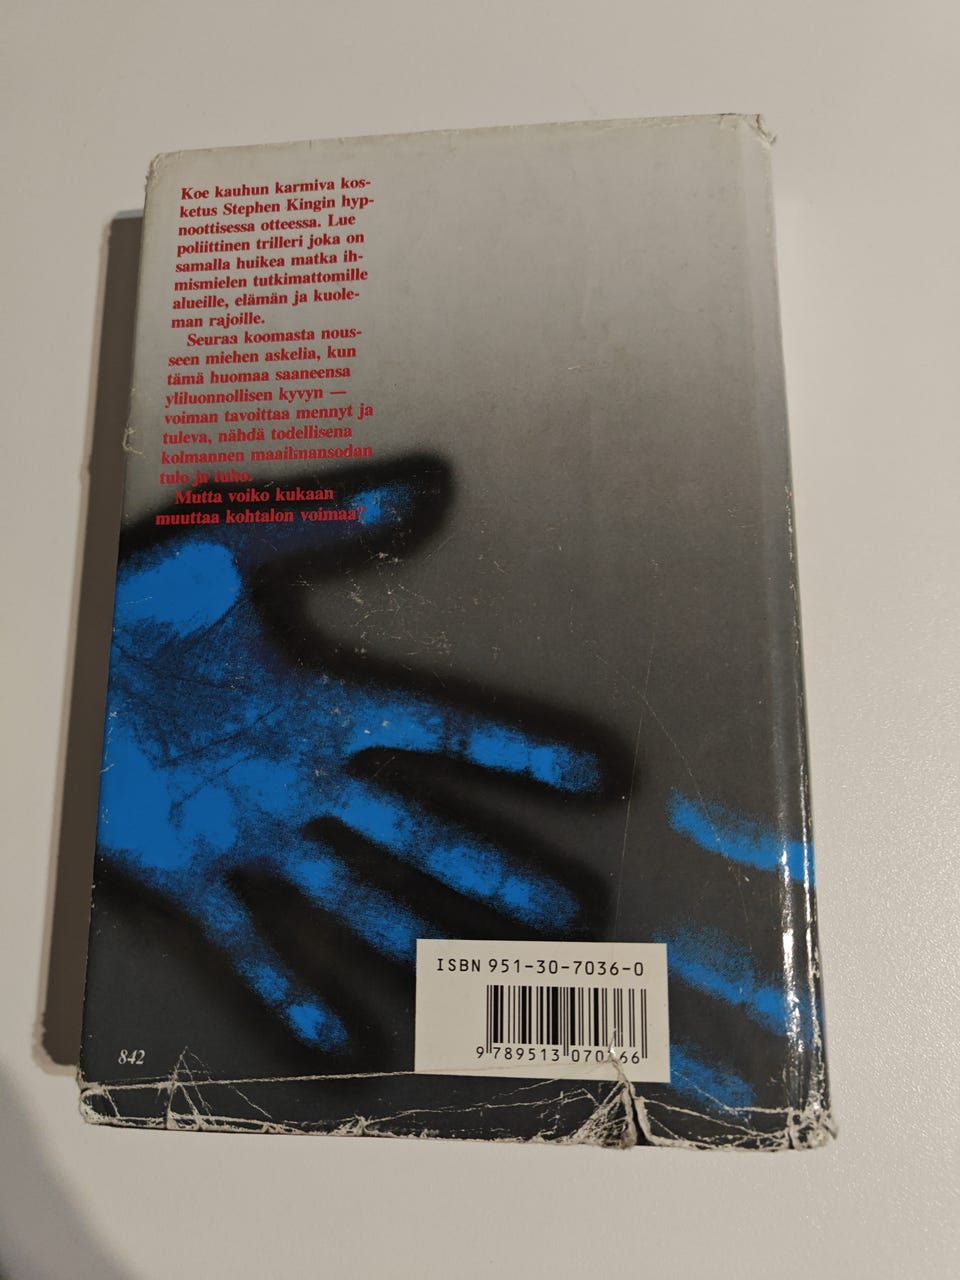 Koe kauhun karmiva kos-
ketus Stephen Kingin hyp-
noottisessa otteessa. Lue
poliittinen trilleri joka on
samalla huikea matka ih-
mismielen tutkimattomille
alueille, elämän ja kuole-
man rajoille.
Seuraa koomasta nous-
seen miehen askelia, kun
tämä huomaa saaneensa
yliluonnollisen kyvyn —
voiman tavoittaa mennyt ja
tuleva, nähdä todellisena
kolmannen maailmansodan
tulo ja tuho.
Mutta voiko kukaan
muuttaa kohtalon voimaa?
ISBN 951-30-7036-0
9 789513 070366
842